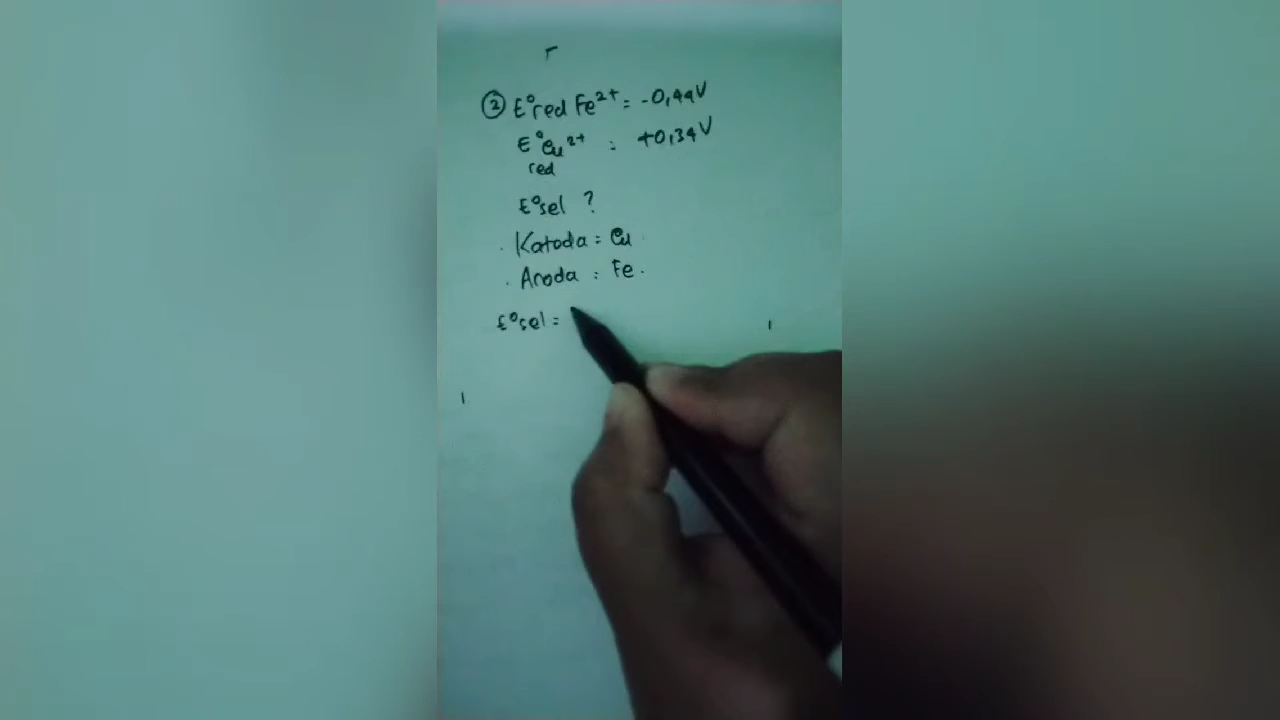 ② E°red Fe²⁺ = -0,44V
E° Cu²⁺ = +0,34V
red
E°sel ?
Katoda = Cu
Anoda = Fe.
E°sel =